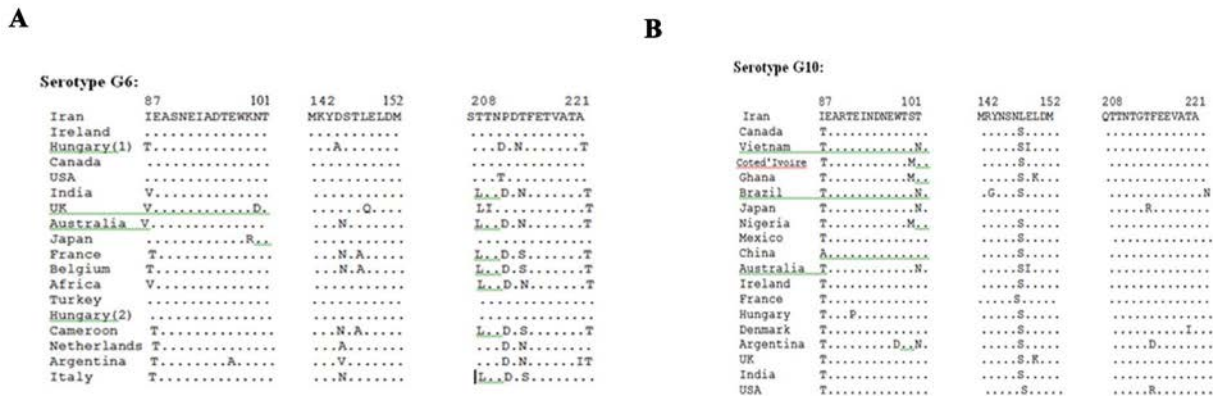 A
Serotype G6:
87 101 142 152 208 221
Iran IEASNEIADTEWKNT MKYDSTLELDM STTNPDTFETVATA
Ireland ............... ........... ..............
Hungary(1) T.............. ...A....... ....D.N......T
Canada ............... ........... ..............
USA ............... ........... ....T.........
India V.............. ........... L...D.N......T
UK V............D. ......Q.... LI...........T
Australia V.............. ...N....... L...D.N......T
Japan ............R.. ........... ..............
France T.............. ...N.A..... L...D.S......T
Belgium T.............. ...N.A..... L...D.S......T
Africa V.............. ........... L...D.N......T
Turkey ............... ........... ..............
Hungary(2) ............... ........... ..............
Cameroon T.............. ...N.A..... L...D.S......T
Netherlands T.............. ...A....... ....D.N.......
Argentina T.........A.... ...V....... ....D.N.....IT
Italy T.............. ...N....... L...D.S.......
B
Serotype G10:
87 101 142 152 208 221
Iran IEARTEINDNEWTST MRYNSNLELDM QTTNTGTFEEVATA
Canada T.............. .....S..... ..............
Vietnam T............N. .....SI.... ..............
Coted'Ivoire T...........M.. .....S..... ..............
Ghana T...........M.. .....S.K... ..............
Brazil T............N. .G...S..... .............N
Japan T............N. .....S..... ......R.......
Nigeria T...........M.. .....S..... ..............
Mexico T.............. .....S..... ..............
China A.............. .....S..... ..............
Australia T............N. .....SI.... ..............
Ireland T.............. .....S..... ..............
France T.............. .....S..... ..............
Hungary T...P.......... .....S..... ..............
Denmark T.............. .....S..... ...........I..
Argentina T..........D..N .....S..... ......D.......
UK T.............. .....S.K... ..............
India T.............. .....S..... ..............
USA T.............. .....S..... ......R.......